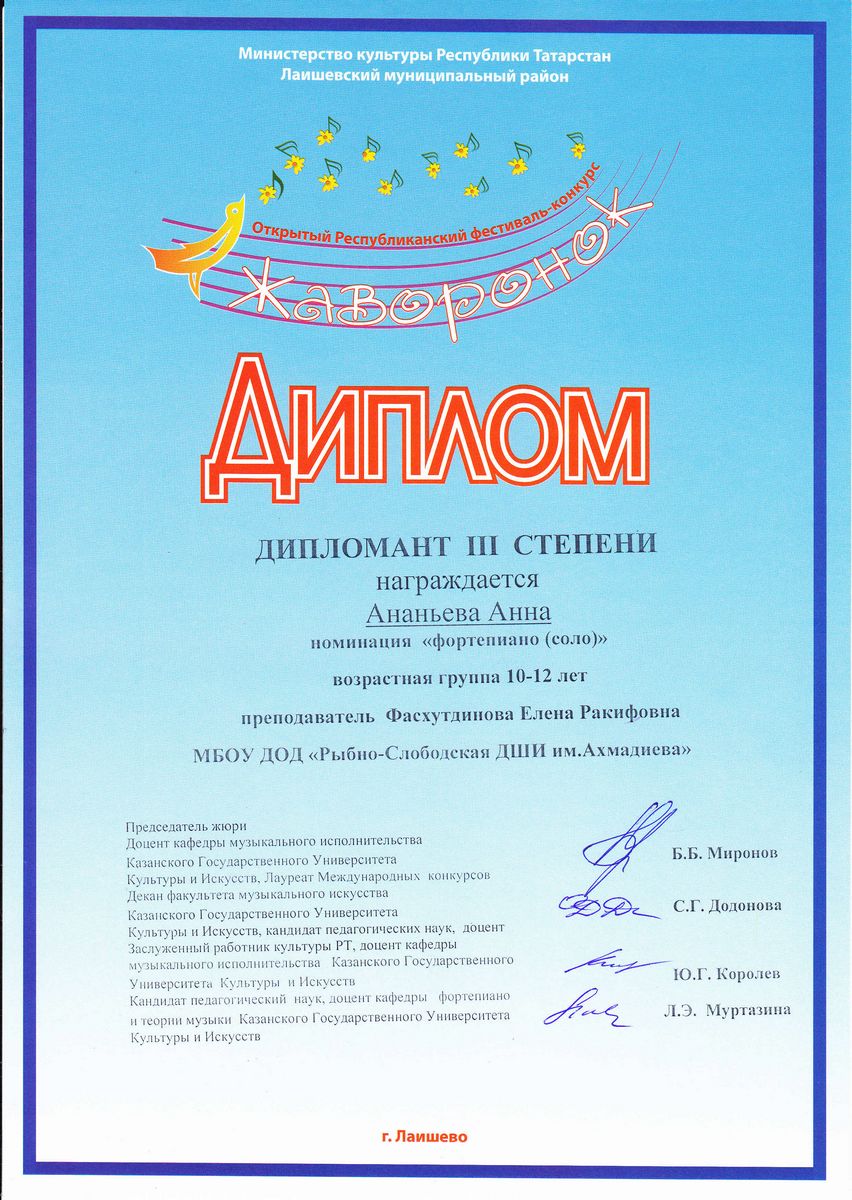 Министерство культуры Республики Татарстан
Лаишевский муниципальный район
Открытый Республиканский фестиваль-конкурс
Жаворонок
Диплом
ДИПЛОМАНТ III СТЕПЕНИ
награждается
Ананьева Анна
номинация «фортепиано (соло)»
возрастная группа 10-12 лет
преподаватель Фасхутдинова Елена Ракифовна
МБОУ ДОД «Рыбно-Слободская ДШИ им.Ахмадиева»
Председатель жюри
Доцент кафедры музыкального исполнительства
Казанского Государственного Университета
Культуры и Искусств, Лауреат Международных конкурсов
Б.Б. Миронов
Декан факультета музыкального искусства
Казанского Государственного Университета
Культуры и Искусств, кандидат педагогических наук, доцент
С.Г. Додонова
Заслуженный работник культуры РТ, доцент кафедры
музыкального исполнительства Казанского Государственного
Университета Культуры и Искусств
Ю.Г. Королев
Кандидат педагогический наук, доцент кафедры фортепиано
и теории музыки Казанского Государственного Университета
Культуры и Искусств
Л.Э. Муртазина
г. Лаишево